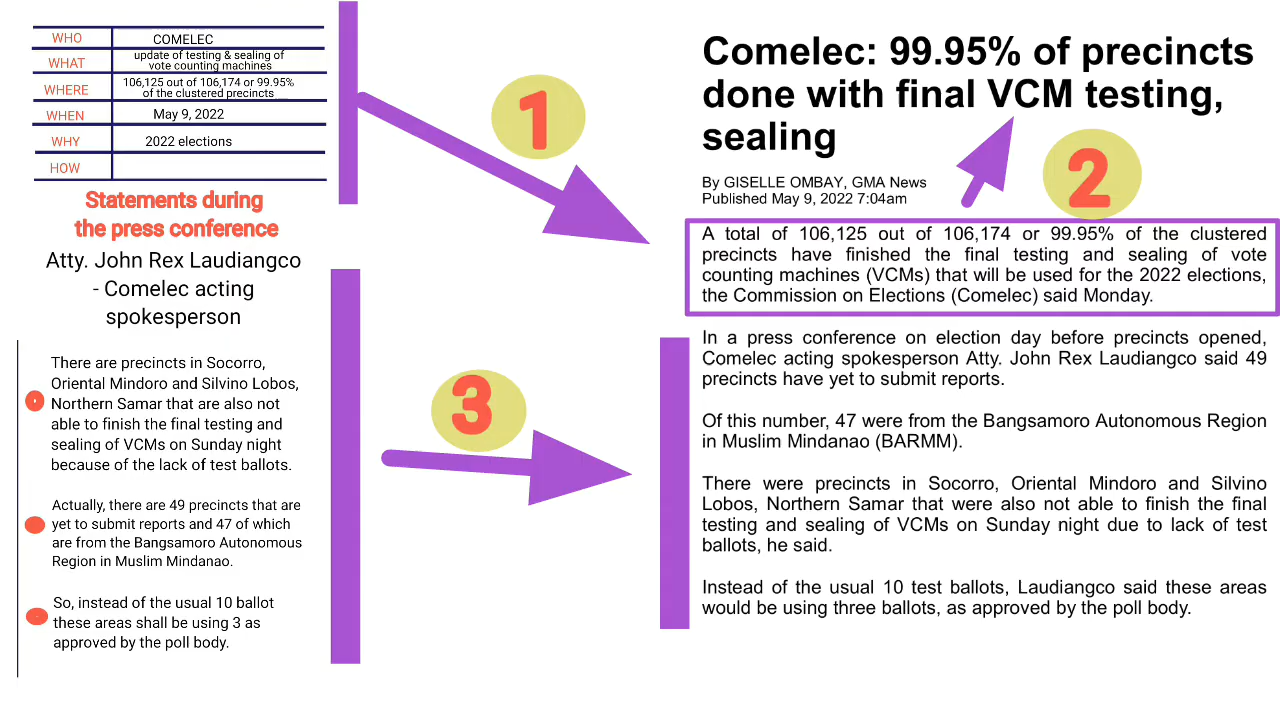 WHO COMELEC
WHAT update of testing & sealing of
vote counting machines
WHERE 106,125 out of 106,174 or 99.95%
of the clustered precincts
WHEN May 9, 2022
WHY 2022 elections
HOW
Statements during
the press conference
Atty. John Rex Laudiangco
- Comelec acting
spokesperson
There are precincts in Socorro,
Oriental Mindoro and Silvino Lobos,
Northern Samar that are also not
able to finish the final testing and
sealing of VCMs on Sunday night
because of the lack of test ballots.
Actually, there are 49 precincts that are
yet to submit reports and 47 of which
are from the Bangsamoro Autonomous
Region in Muslim Mindanao.
So, instead of the usual 10 ballot
these areas shall be using 3 as
approved by the poll body.
1
3
Comelec: 99.95% of precincts
done with final VCM testing,
sealing
2
By GISELLE OMBAY, GMA News
Published May 9, 2022 7:04am
A total of 106,125 out of 106,174 or 99.95% of the clustered
precincts have finished the final testing and sealing of vote
counting machines (VCMs) that will be used for the 2022 elections,
the Commission on Elections (Comelec) said Monday.
In a press conference on election day before precincts opened,
Comelec acting spokesperson Atty. John Rex Laudiangco said 49
precincts have yet to submit reports.
Of this number, 47 were from the Bangsamoro Autonomous Region
in Muslim Mindanao (BARMM).
There were precincts in Socorro, Oriental Mindoro and Silvino
Lobos, Northern Samar that were also not able to finish the final
testing and sealing of VCMs on Sunday night due to lack of test
ballots, he said.
Instead of the usual 10 test ballots, Laudiangco said these areas
would be using three ballots, as approved by the poll body.